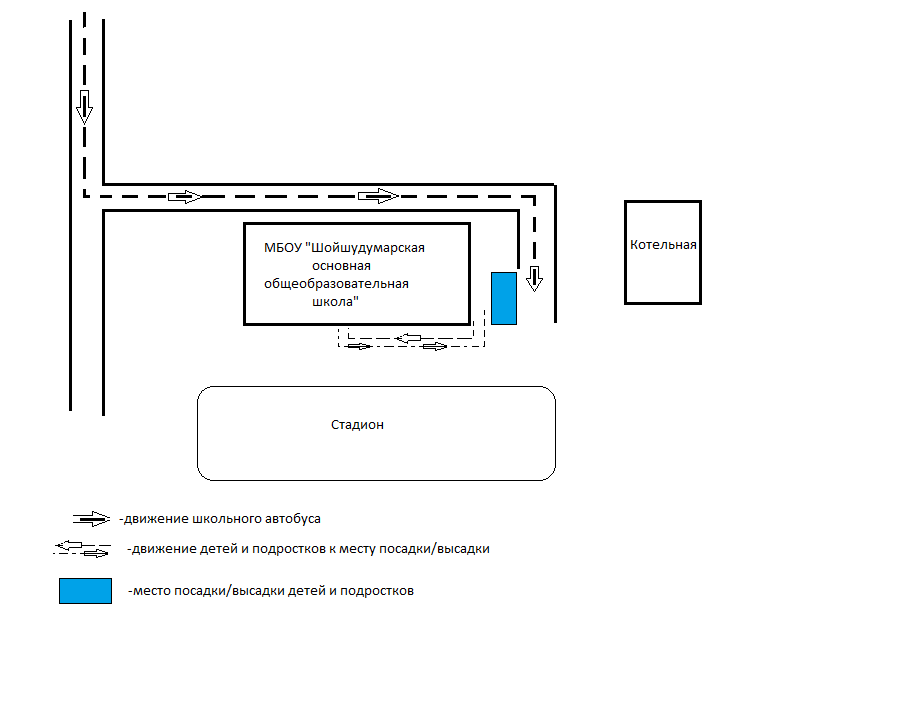 МБОУ "Шойшудумарская
основная
общеобразовательная
школа"
Котельная
Стадион
-движение школьного автобуса
-движение детей и подростков к месту посадки/высадки
-место посадки/высадки детей и подростков